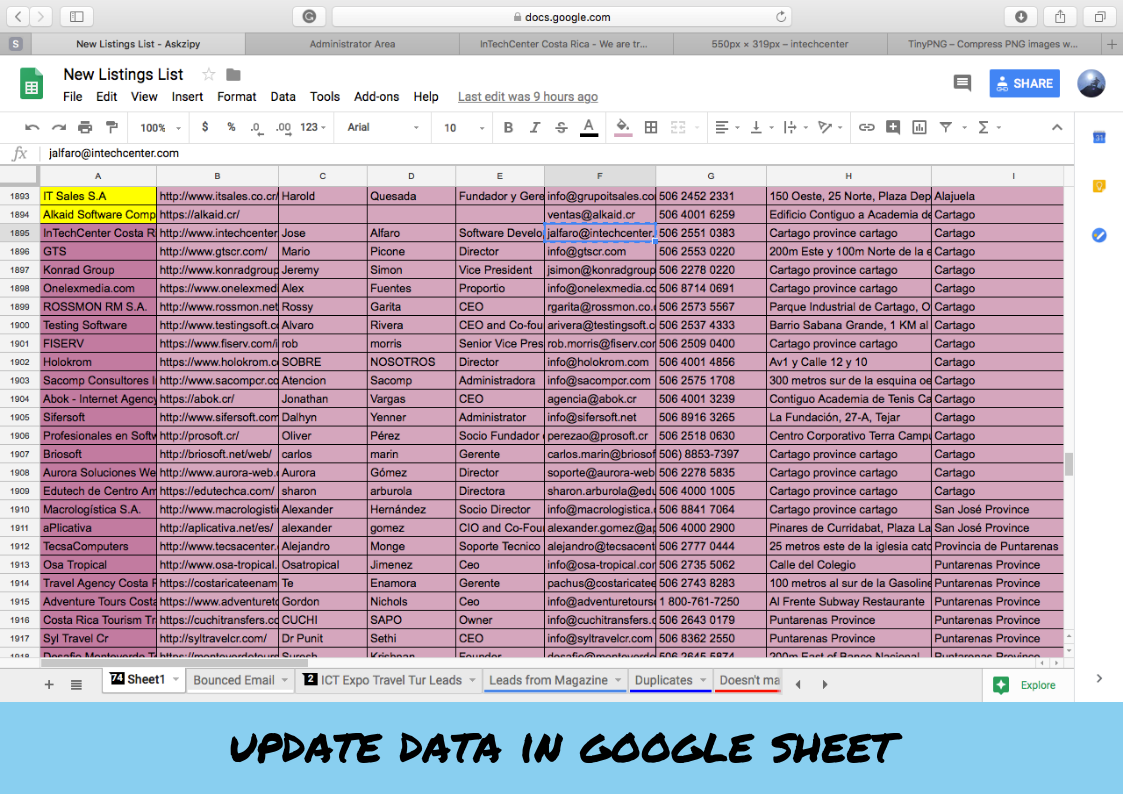 docs.google.com
S New Listings List - Askzipy Administrator Area InTechCenter Costa Rica - We are tr... 550px × 319px – intechcenter TinyPNG – Compress PNG images w...
New Listings List
File Edit View Insert Format Data Tools Add-ons Help Last edit was 9 hours ago
SHARE
100% $ % .0 .00 123 Arial 10 B I S A
31
fx jalfaro@intechcenter.com
A B C D E F G H I
1893 IT Sales S.A http://www.itsales.co.cr/ Harold Quesada Fundador y Gere info@grupoitsales.co 506 2452 2331 150 Oeste, 25 Norte, Plaza Dep Alajuela
1894 Alkaid Software Comp https://alkaid.cr/ ventas@alkaid.cr 506 4001 6259 Edificio Contiguo a Academia de Cartago
1895 InTechCenter Costa R http://www.intechcenter Jose Alfaro Software Develo jalfaro@intechcenter. 506 2551 0383 Cartago province cartago Cartago
1896 GTS http://www.gtscr.com/ Mario Picone Director info@gtscr.com 506 2553 0220 200m Este y 100m Norte de la e Cartago
1897 Konrad Group http://www.konradgroup Jeremy Simon Vice President jsimon@konradgroup 506 2278 0220 Cartago province cartago Cartago
1898 Onelexmedia.com https://www.onelexmedi Alex Fuentes Proportio info@onelexmedia.co 506 8714 0691 Cartago province cartago Cartago
1899 ROSSMON RM S.A. http://www.rossmon.net Rossy Garita CEO rgarita@rossmon.co. 506 2573 5567 Parque Industrial de Cartago, O Cartago
1900 Testing Software http://www.testingsoft.c Alvaro Rivera CEO and Co-fou arivera@testingsoft.c 506 2537 4333 Barrio Sabana Grande, 1 KM al Cartago
1901 FISERV https://www.fiserv.com/i rob morris Senior Vice Pres rob.morris@fiserv.cor 506 2509 0400 Cartago province cartago Cartago
1902 Holokrom http://www.holokrom.c SOBRE NOSOTROS Director info@holokrom.com 506 4001 4856 Av1 y Calle 12 y 10 Cartago
1903 Sacomp Consultores I http://www.sacompcr.co Atencion Sacomp Administradora info@sacompcr.com 506 2575 1708 300 metros sur de la esquina oe Cartago
1904 Abok - Internet Agency https://abok.cr/ Jonathan Vargas CEO agencia@abok.cr 506 4001 3239 Contiguo Academia de Tenis Ca Cartago
1905 Sifersoft http://www.sifersoft.com Dalhyn Yenner Administrator info@sifersoft.net 506 8916 3265 La Fundación, 27-A, Tejar Cartago
1906 Profesionales en Softw http://prosoft.cr/ Oliver Pérez Socio Fundador perezao@prosoft.cr 506 2518 0630 Centro Corporativo Terra Campu Cartago
1907 Briosoft http://briosoft.net/web/ carlos marin Gerente carlos.marin@briosof 506) 8853-7397 Cartago province cartago Cartago
1908 Aurora Soluciones We http://www.aurora-web. Aurora Gómez Director soporte@aurora-web 506 2278 5835 Cartago province cartago Cartago
1909 Edutech de Centro Am https://edutechca.com/ sharon arburola Directora sharon.arburola@edu 506 4000 1005 Cartago province cartago Cartago
1910 Macrologística S.A. http://www.macrologisti Alexander Hernández Socio Director info@macrologistica. 506 8841 7064 Cartago province cartago San José Province
1911 aPlicativa http://aplicativa.net/es/ alexander gomez CIO and Co-Fou alexander.gomez@ap 506 4000 2900 Pinares de Curridabat, Plaza La San José Province
1912 TecsaComputers http://www.tecsacenter. Alejandro Monge Soporte Tecnico alejandro@tecsacent 506 2777 0444 25 metros este de la iglesia catc Provincia de Puntarenas
1913 Osa Tropical http://www.osa-tropical. Osatropical Jimenez Ceo info@osa-tropical.con 506 2735 5062 Calle del Colegio Puntarenas Province
1914 Travel Agency Costa F https://costaricateenam Te Enamora Gerente pachus@costaricatee 506 2743 8283 100 metros al sur de la Gasoline Puntarenas Province
1915 Adventure Tours Costa https://www.adventuretc Gordon Nichols Ceo info@adventuretours 1 800-761-7250 Al Frente Subway Restaurante Puntarenas Province
1916 Costa Rica Tourism Tr https://cuchitransfers.cc CUCHI SAPO Owner info@cuchitransfers.c 506 2643 0179 Puntarenas Province Puntarenas Province
1917 Syl Travel Cr http://syltravelcr.com/ Dr Punit Sethi CEO info@syltravelcr.com 506 8362 2550 Puntarenas Province Puntarenas Province
74 Sheet1 Bounced Email 2 ICT Expo Travel Tur Leads Leads from Magazine Duplicates Doesn't ma Explore
UPDATE DATA IN GOOGLE SHEET